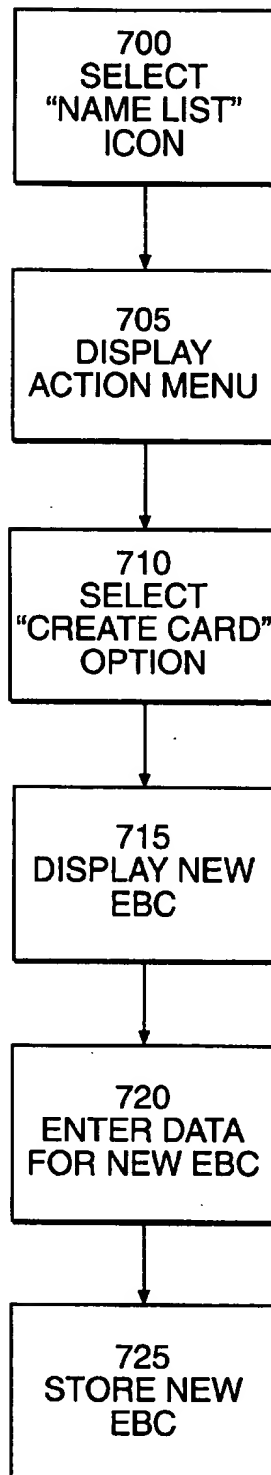 700
SELECT
"NAME LIST"
ICON
705
DISPLAY
ACTION MENU
710
SELECT
"CREATE CARD"
OPTION
715
DISPLAY NEW
EBC
720
ENTER DATA
FOR NEW EBC
725
STORE NEW
EBC